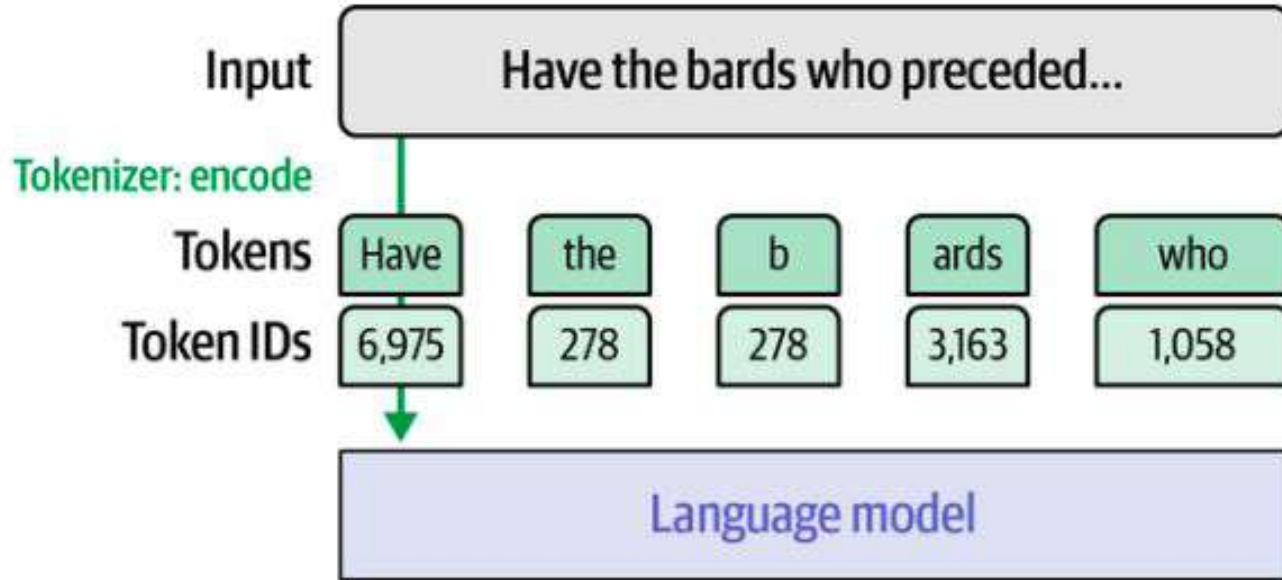 Input Have the bards who preceded...
Tokenizer: encode
Tokens Have the b ards who
Token IDs 6,975 278 278 3,163 1,058
Language model